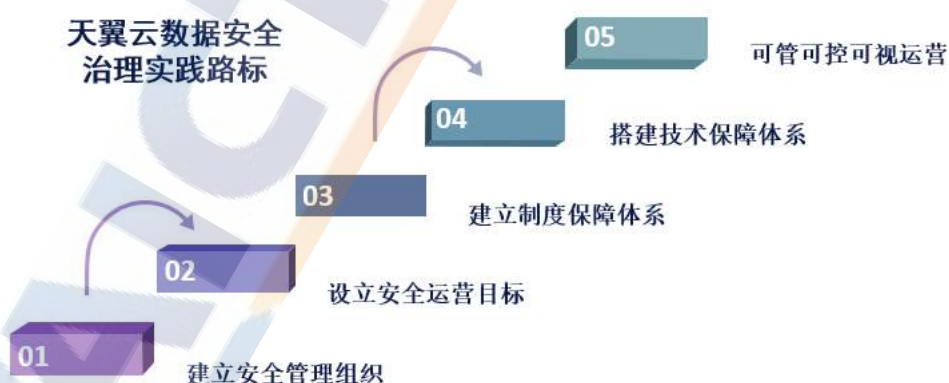 天翼云数据安全
治理实践路标
05
可管可控可视运营
04
搭建技术保障体系
03
建立制度保障体系
02
设立安全运营目标
01
建立安全管理组织